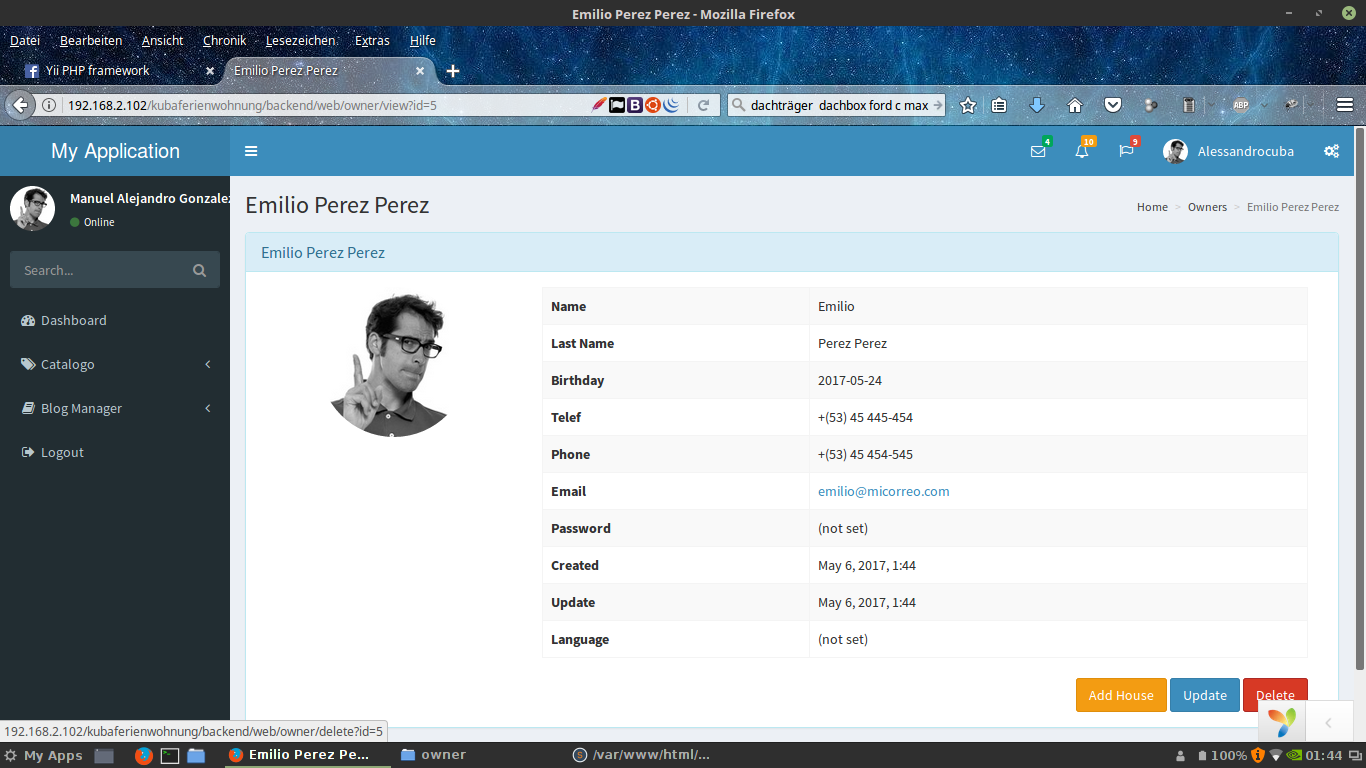 Emilio Perez Perez - Mozilla Firefox
Datei Bearbeiten Ansicht Chronik Lesezeichen Extras Hilfe
Yii PHP framework Emilio Perez Perez
192.168.2.102/kubaferienwohnung/backend/web/owner/view?id=5 dachträger dachbox ford c max ABP
My Application 4 10 9 Alessandrocuba
Manuel Alejandro Gonzalez
Online
Emilio Perez Perez Home > Owners > Emilio Perez Perez
Emilio Perez Perez
Search...
Dashboard
Catalogo
Blog Manager
Logout
Name Emilio
Last Name Perez Perez
Birthday 2017-05-24
Telef +(53) 45 445-454
Phone +(53) 45 454-545
Email emilio@micorreo.com
Password (not set)
Created May 6, 2017, 1:44
Update May 6, 2017, 1:44
Language (not set)
Add House Update Delete
192.168.2.102/kubaferienwohnung/backend/web/owner/delete?id=5
My Apps Emilio Perez Pe... owner /var/www/html/... 100% 01:44